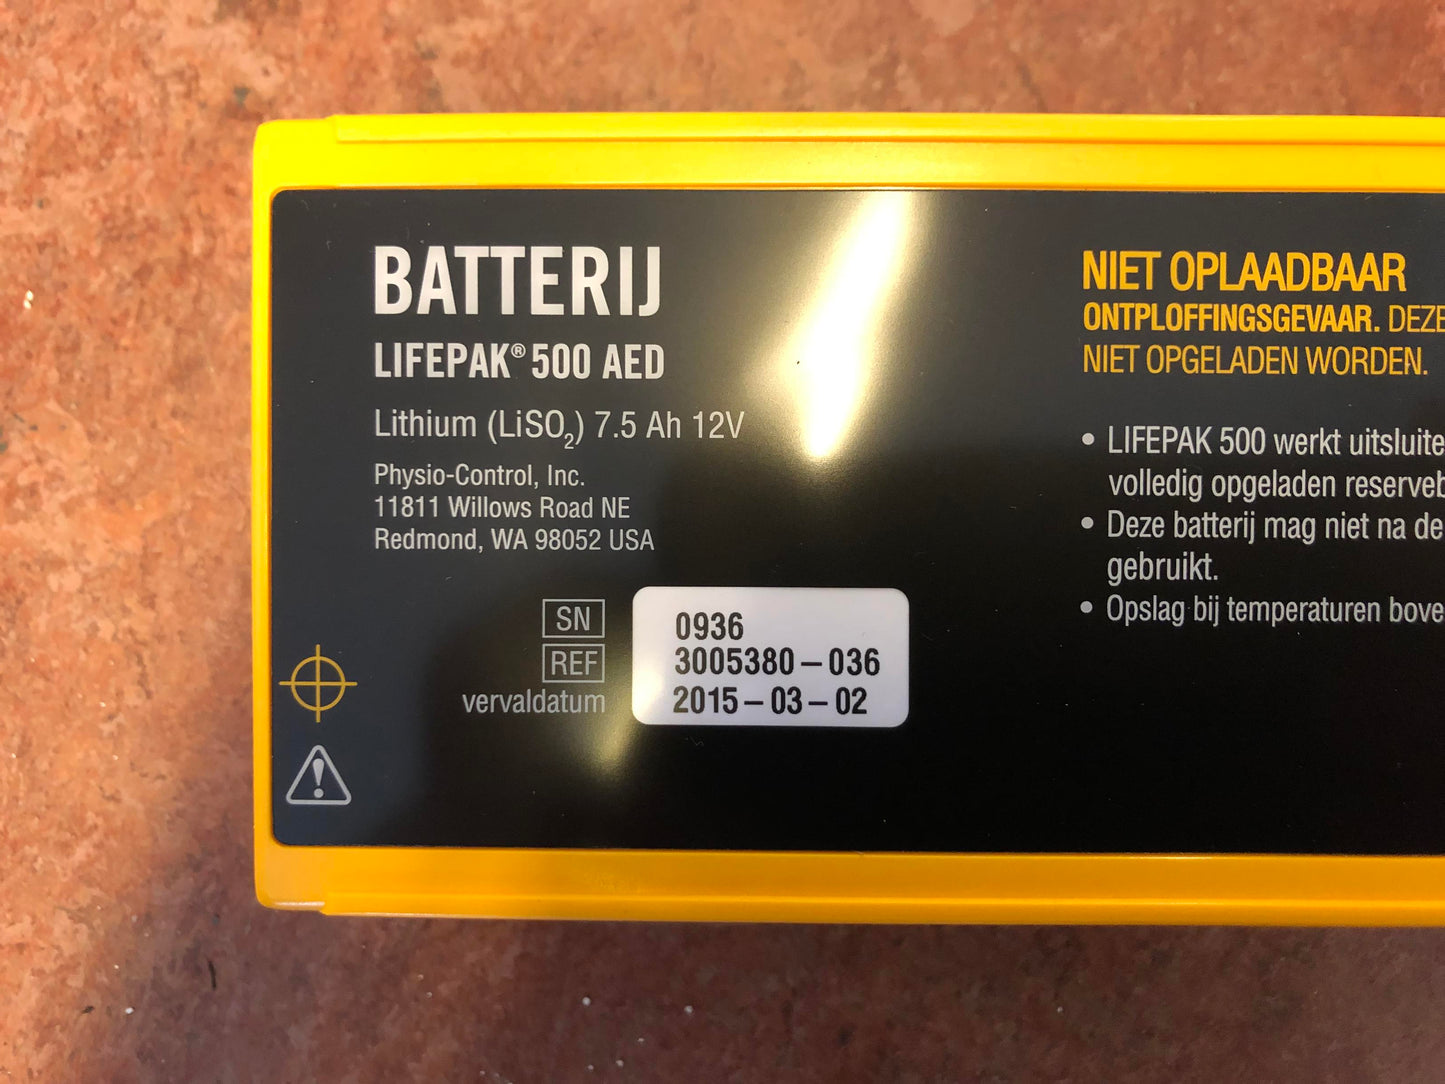 BATTERIJ
LIFEPAK® 500 AED
Lithium (LiSO₂) 7.5 Ah 12V
Physio-Control, Inc.
11811 Willows Road NE
Redmond, WA 98052 USA
SN 0936
REF 3005380-036
vervaldatum 2015-03-02
NIET OPLAADBAAR
ONTPLOFFINGSGEVAAR. DEZE
NIET OPGELADEN WORDEN.
• LIFEPAK 500 werkt
volledig opgeladen
• Deze batterij mag niet na de
gebruikt.
• Opslag bij temperaturen